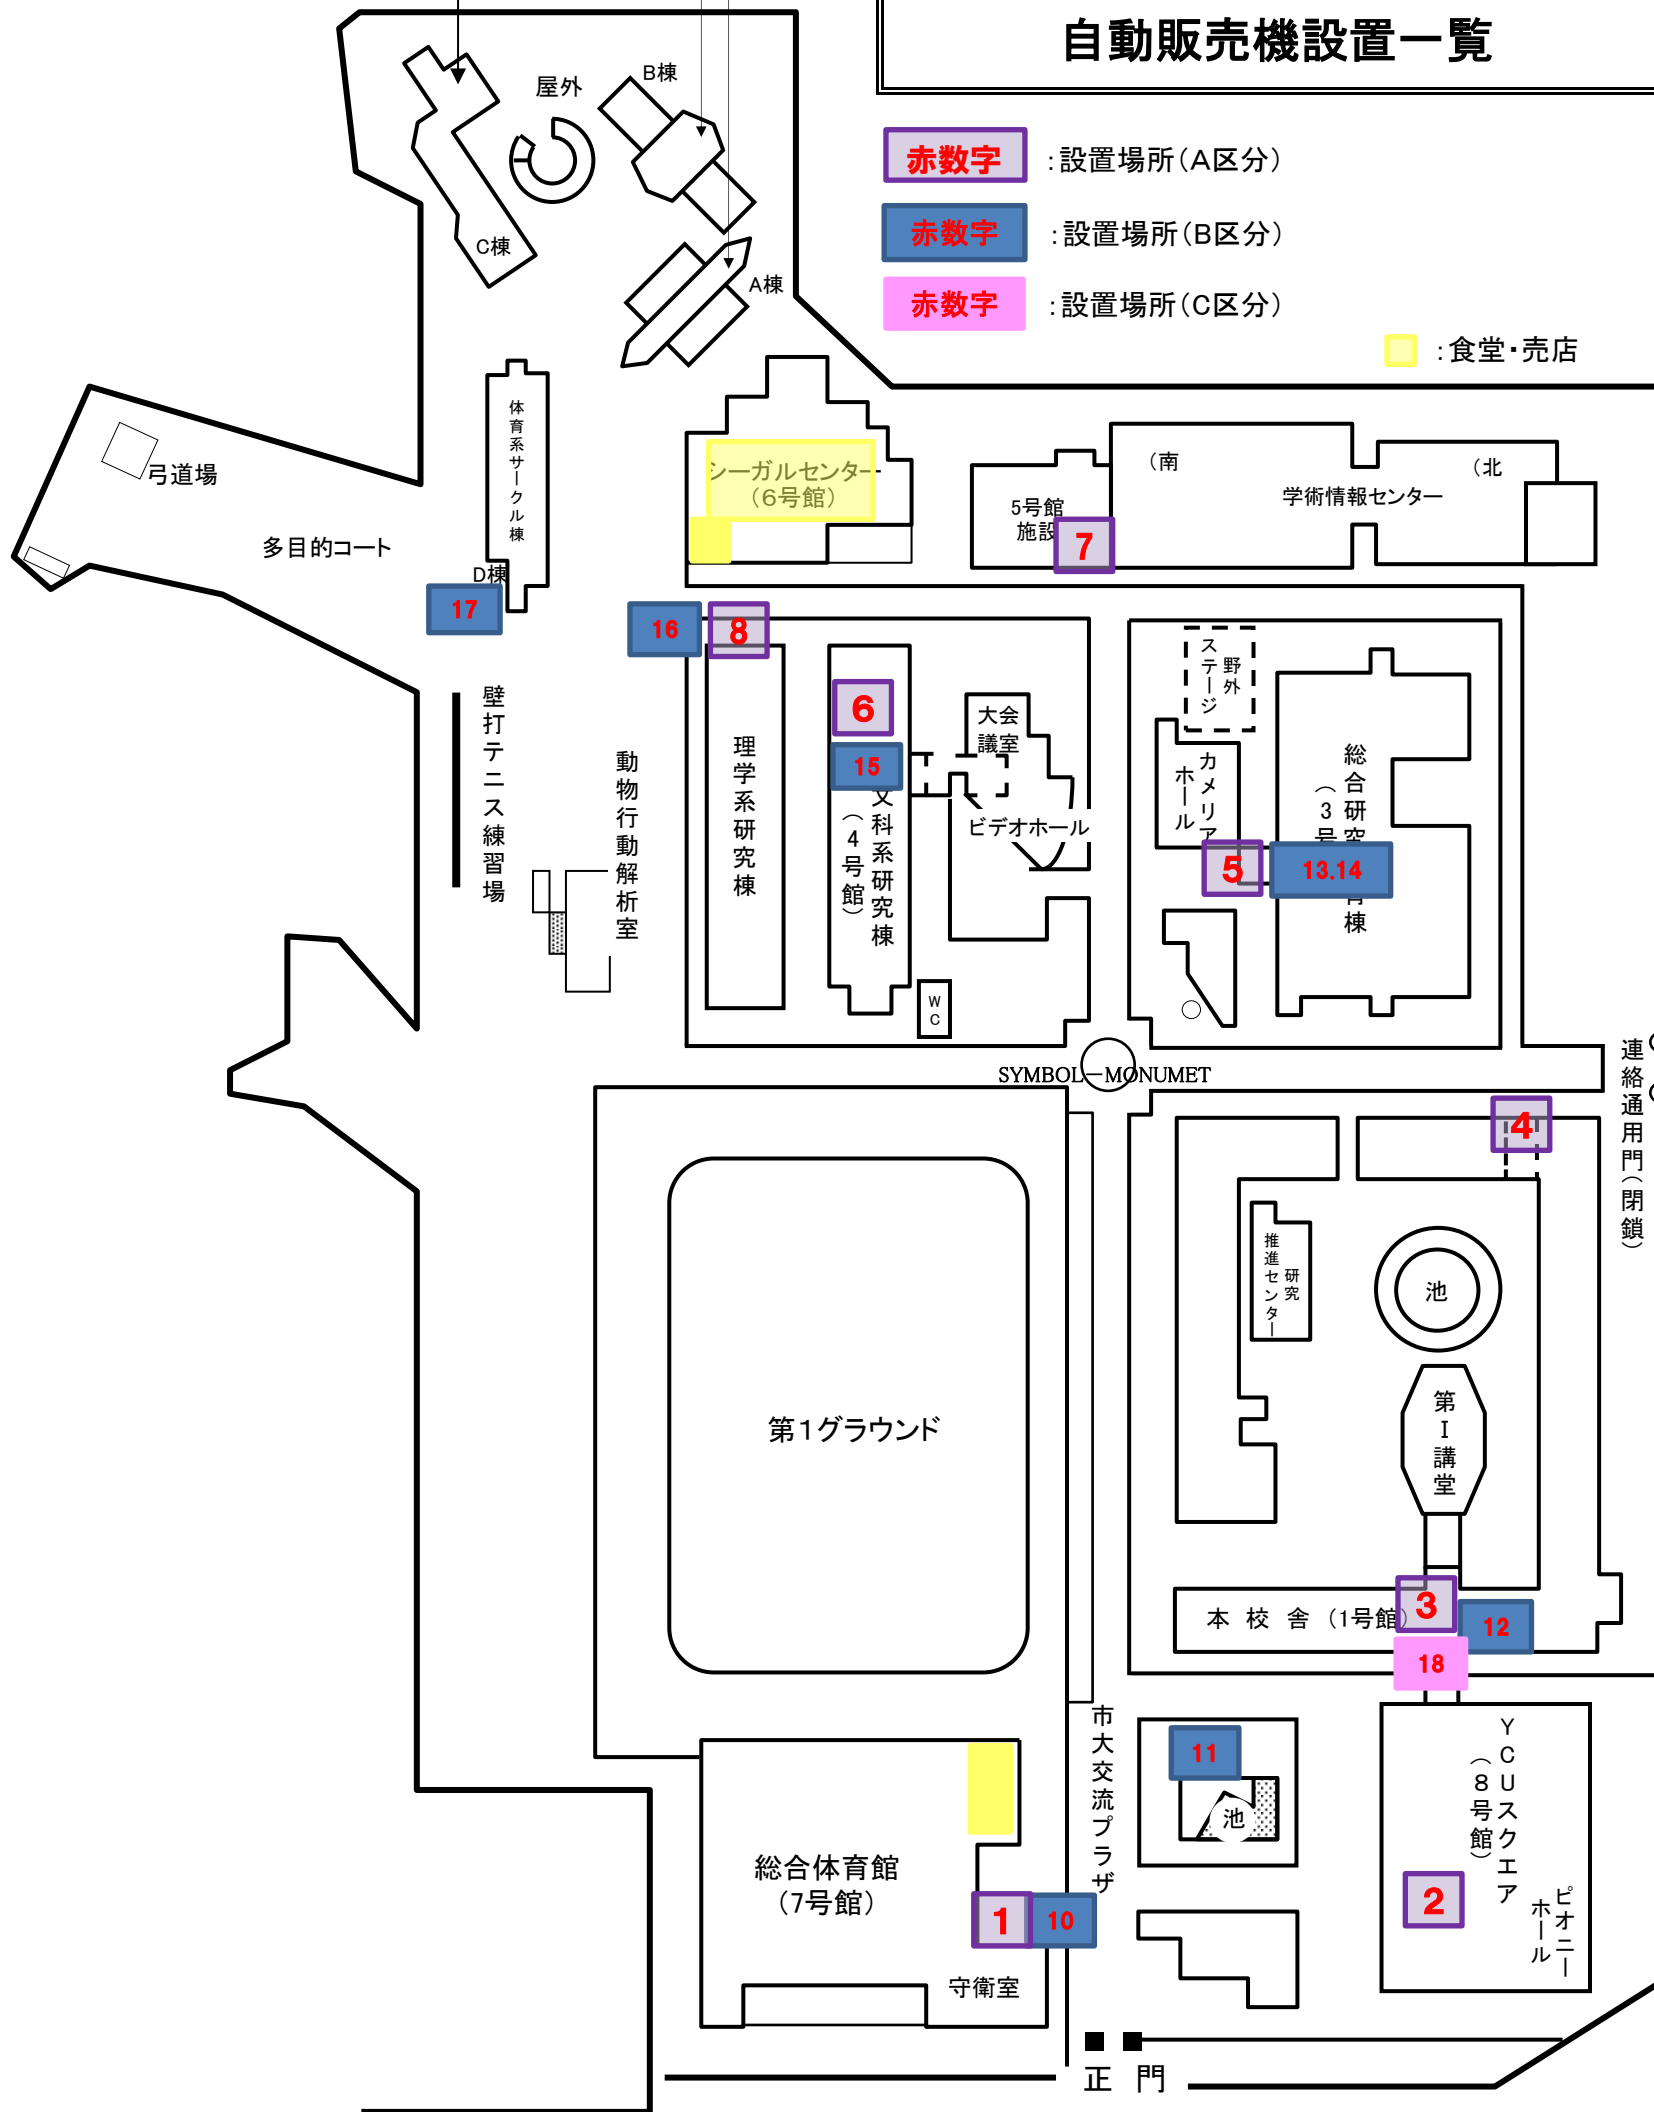 自動販売機設置一覧
赤数字 :設置場所(A区分)
赤数字 :設置場所(B区分)
赤数字 :設置場所(C区分)
:食堂・売店
屋外
B棟
C棟
A棟
弓道場
多目的コート
体育系サークル棟
D棟
17
シーガルセンター
(6号館)
5号館
施設
7
(南
学術情報センター
(北
16
8
6
15
理学系研究棟
文科系研究棟
(4号館)
大会
議室
ビデオホール
WC
野外
ステージ
カメリア
ホール
総合研究
(3号
育棟
5
13.14
壁打テニス練習場
動物行動解析室
SYMBOL-MONUMET
連絡通用門(閉鎖)
4
研究
推進センター
池
第I講堂
第1グラウンド
本校舎(1号館)
3
12
18
市大交流プラザ
11
池
YCUスクエア
(8号館)
2
ピオニー
ホール
総合体育館
(7号館)
1
10
守衛室
正門